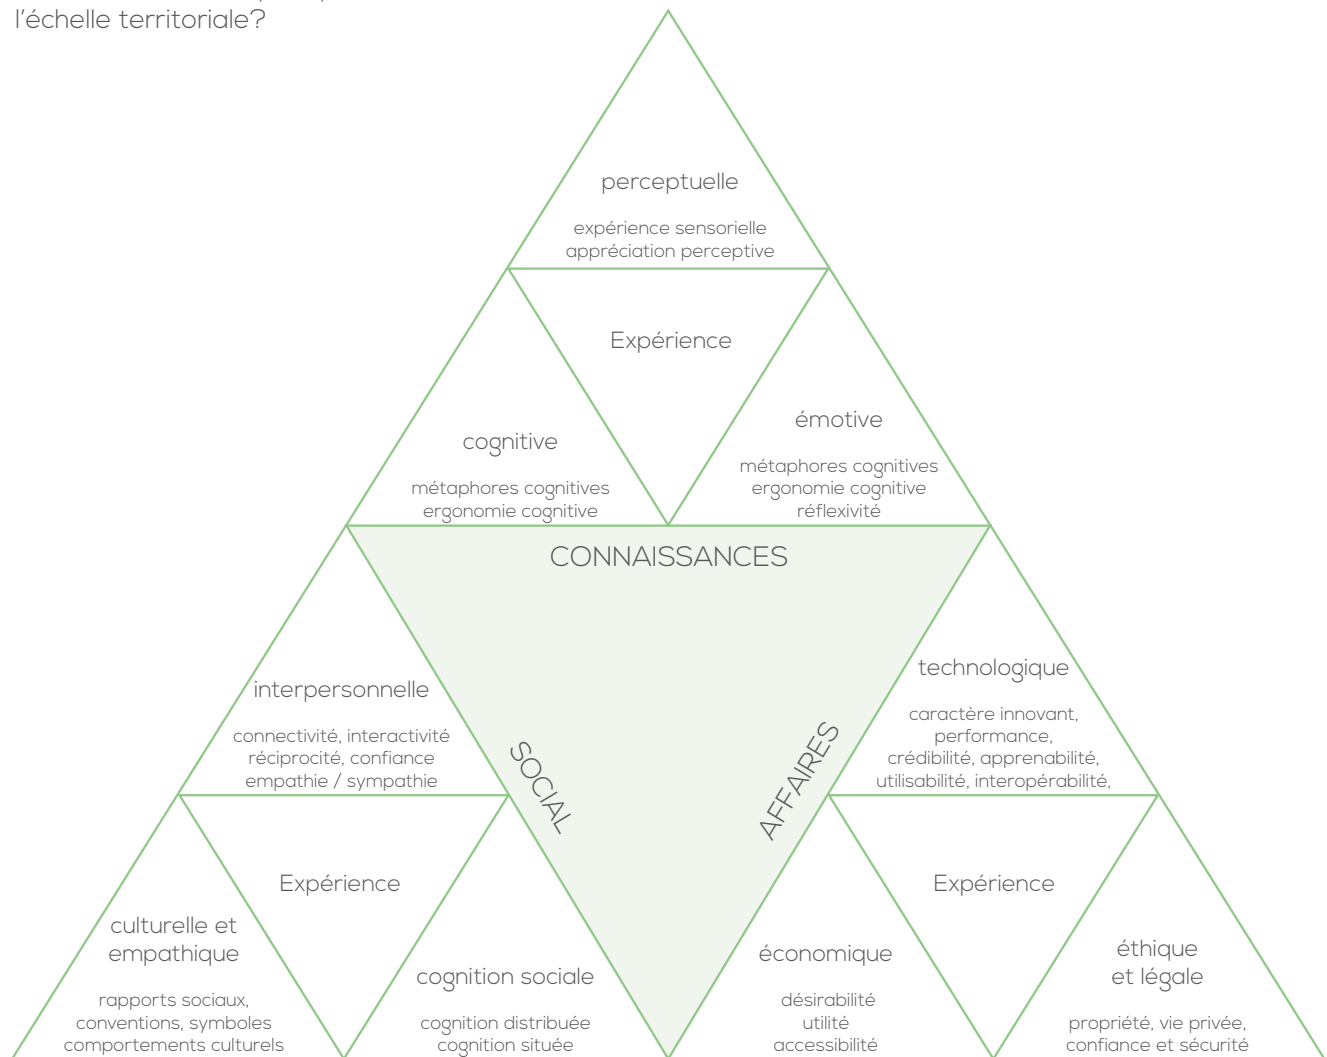 l'échelle territoriale?
perceptuelle
expérience sensorielle
appréciation perceptive
Expérience
cognitive
métaphores cognitives
ergonomie cognitive
émotive
métaphores cognitives
ergonomie cognitive
réflexivité
CONNAISSANCES
SOCIAL
AFFAIRES
interpersonnelle
connectivité, interactivité
réciprocité, confiance
empathie / sympathie
technologique
caractère innovant,
performance,
crédibilité, apprenabilité,
utilisabilité, interopérabilité,
Expérience
culturelle et
empathique
rapports sociaux,
conventions, symboles
comportements culturels
cognition sociale
cognition distribuée
cognition située
Expérience
économique
désirabilité
utilité
accessibilité
éthique
et légale
propriété, vie privée,
confiance et sécurité